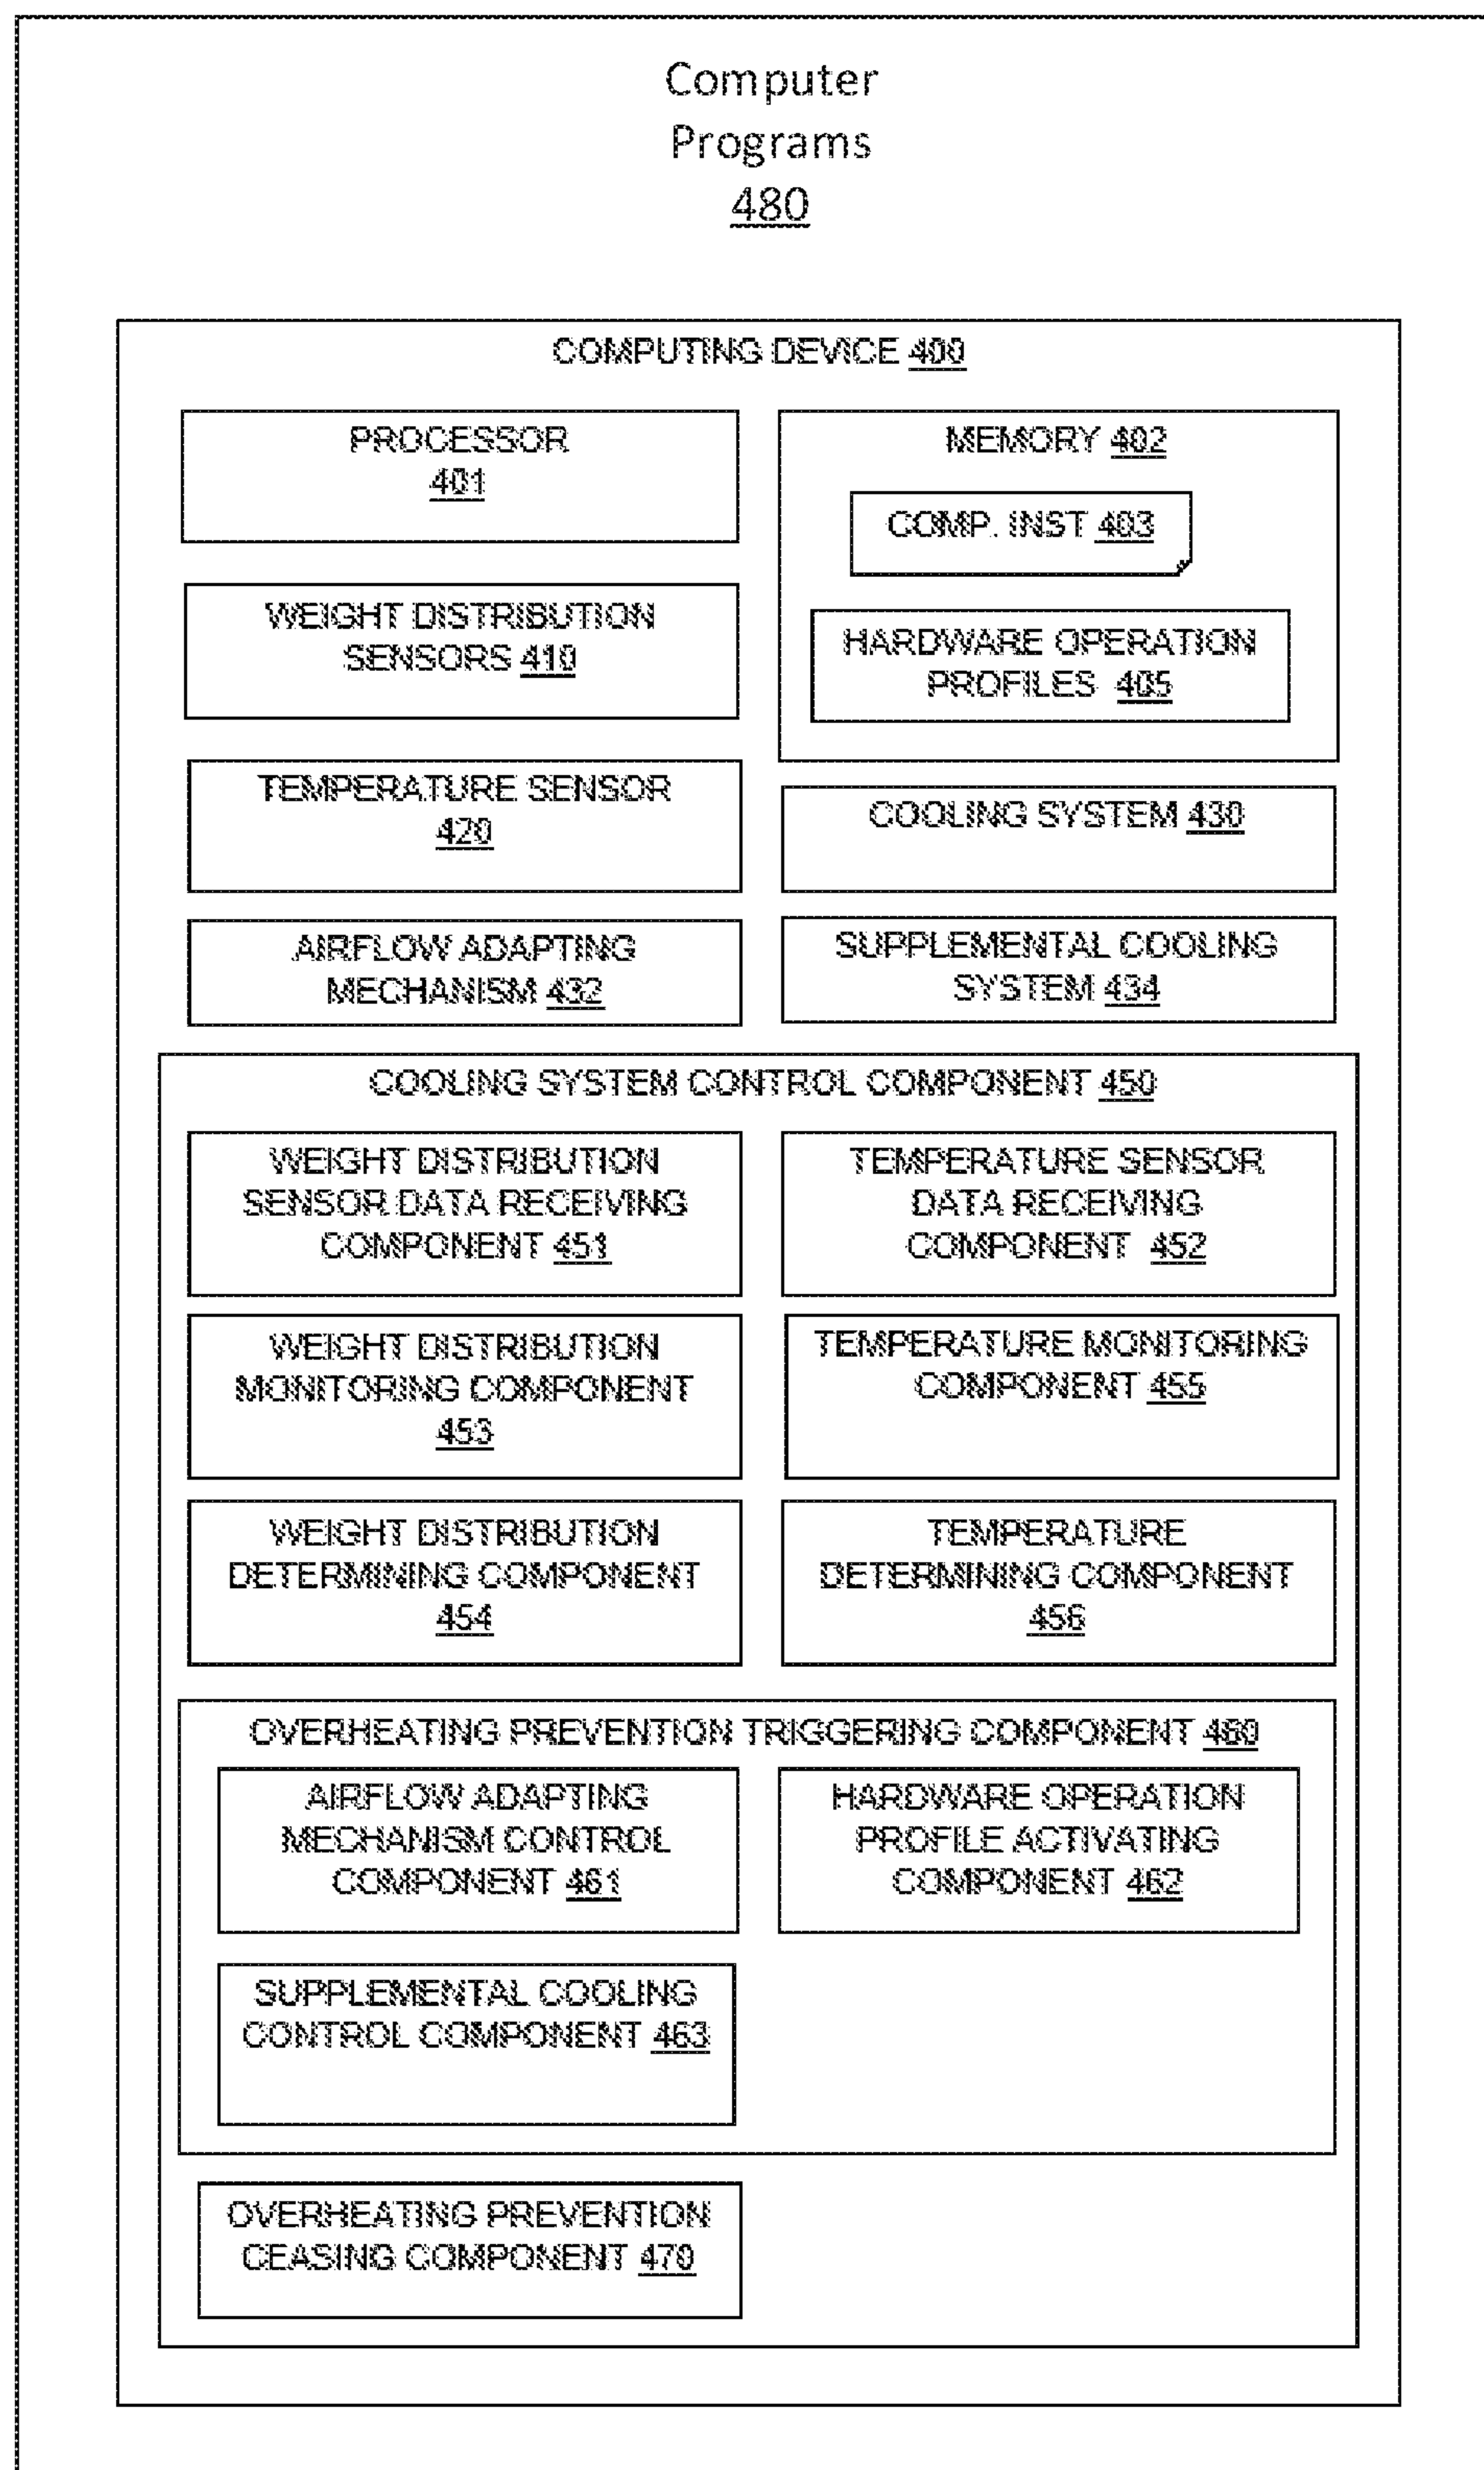 Computer
Programs
480
COMPUTING DEVICE 400
PROCESSOR
401
MEMORY 402
COMP. INST 403
HARDWARE OPERATION
PROFILES 405
WEIGHT DISTRIBUTION
SENSORS 410
TEMPERATURE SENSOR
420
COOLING SYSTEM 430
AIRFLOW ADAPTING
MECHANISM 432
SUPPLEMENTAL COOLING
SYSTEM 434
COOLING SYSTEM CONTROL COMPONENT 450
WEIGHT DISTRIBUTION
SENSOR DATA RECEIVING
COMPONENT 451
TEMPERATURE SENSOR
DATA RECEIVING
COMPONENT 452
WEIGHT DISTRIBUTION
MONITORING COMPONENT
453
TEMPERATURE MONITORING
COMPONENT 455
WEIGHT DISTRIBUTION
DETERMINING COMPONENT
454
TEMPERATURE
DETERMINING COMPONENT
456
OVERHEATING PREVENTION TRIGGERING COMPONENT 460
AIRFLOW ADAPTING
MECHANISM CONTROL
COMPONENT 461
HARDWARE OPERATION
PROFILE ACTIVATING
COMPONENT 462
SUPPLEMENTAL COOLING
CONTROL COMPONENT 463
OVERHEATING PREVENTION
CEASING COMPONENT 470